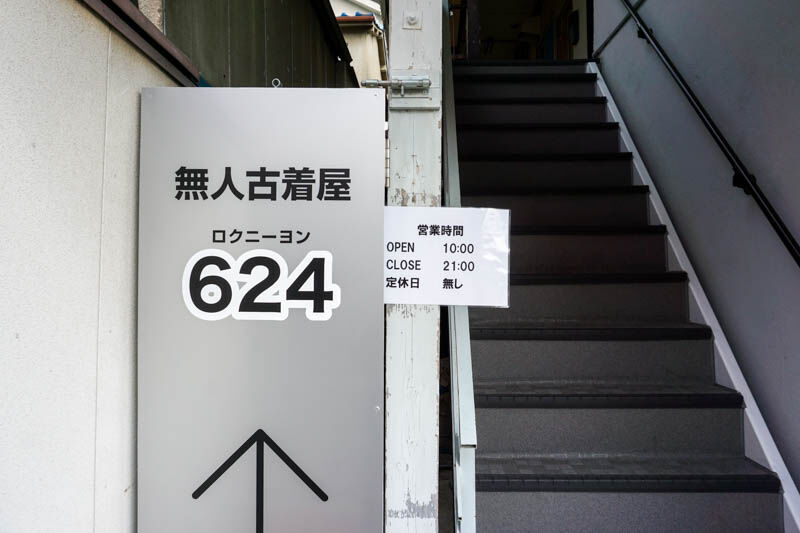 無人古着屋
ロクニーヨン
624
営業時間
OPEN 10:00
CLOSE 21:00
定休日 無し